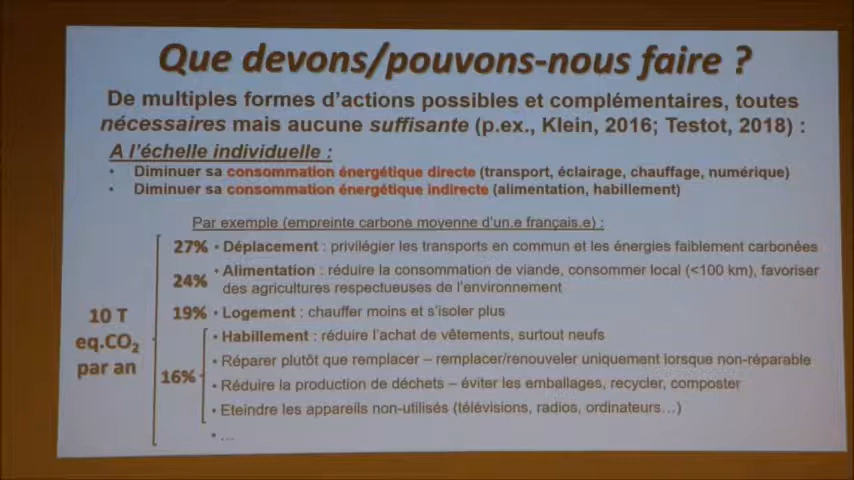 Que devons/pouvons-nous faire ?
De multiples formes d'actions possibles et complémentaires, toutes
nécessaires mais aucune suffisante (p.ex., Klein, 2016; Testot, 2018) :
A l'échelle individuelle :
• Diminuer sa consommation énergétique directe (transport, éclairage, chauffage, numérique)
• Diminuer sa consommation énergétique indirecte (alimentation, habillement)
Par exemple (empreinte carbone moyenne d'un.e français.e) :
10 T
eq.CO₂
par an
27% • Déplacement : privilégier les transports en commun et les énergies faiblement carbonées
24% • Alimentation : réduire la consommation de viande, consommer local (<100 km), favoriser
des agricultures respectueuses de l'environnement
19% • Logement : chauffer moins et s'isoler plus
16%
• Habillement : réduire l'achat de vêtements, surtout neufs
• Réparer plutôt que remplacer – remplacer/renouveler uniquement lorsque non-réparable
• Réduire la production de déchets – éviter les emballages, recycler, composter
• Eteindre les appareils non-utilisés (télévisions, radios, ordinateurs…)
• …